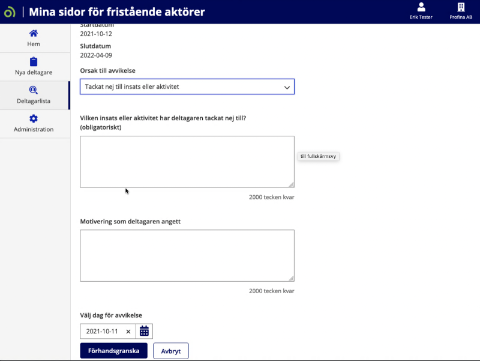 Mina sidor för fristående aktörer
Erik Tester
Profina AB
Hem
Nya deltagare
Deltagarlista
Administration
Startdatum
2021-10-12
Slutdatum
2022-04-09
Orsak till avvikelse
Tackat nej till insats eller aktivitet
Vilken insats eller aktivitet har deltagaren tackat nej till?
(obligatoriskt)
till fullskärmsvy
2000 tecken kvar
Motivering som deltagaren angett
2000 tecken kvar
Välj dag för avvikelse
2021-10-11 ×
Förhandsgranska
Avbryt